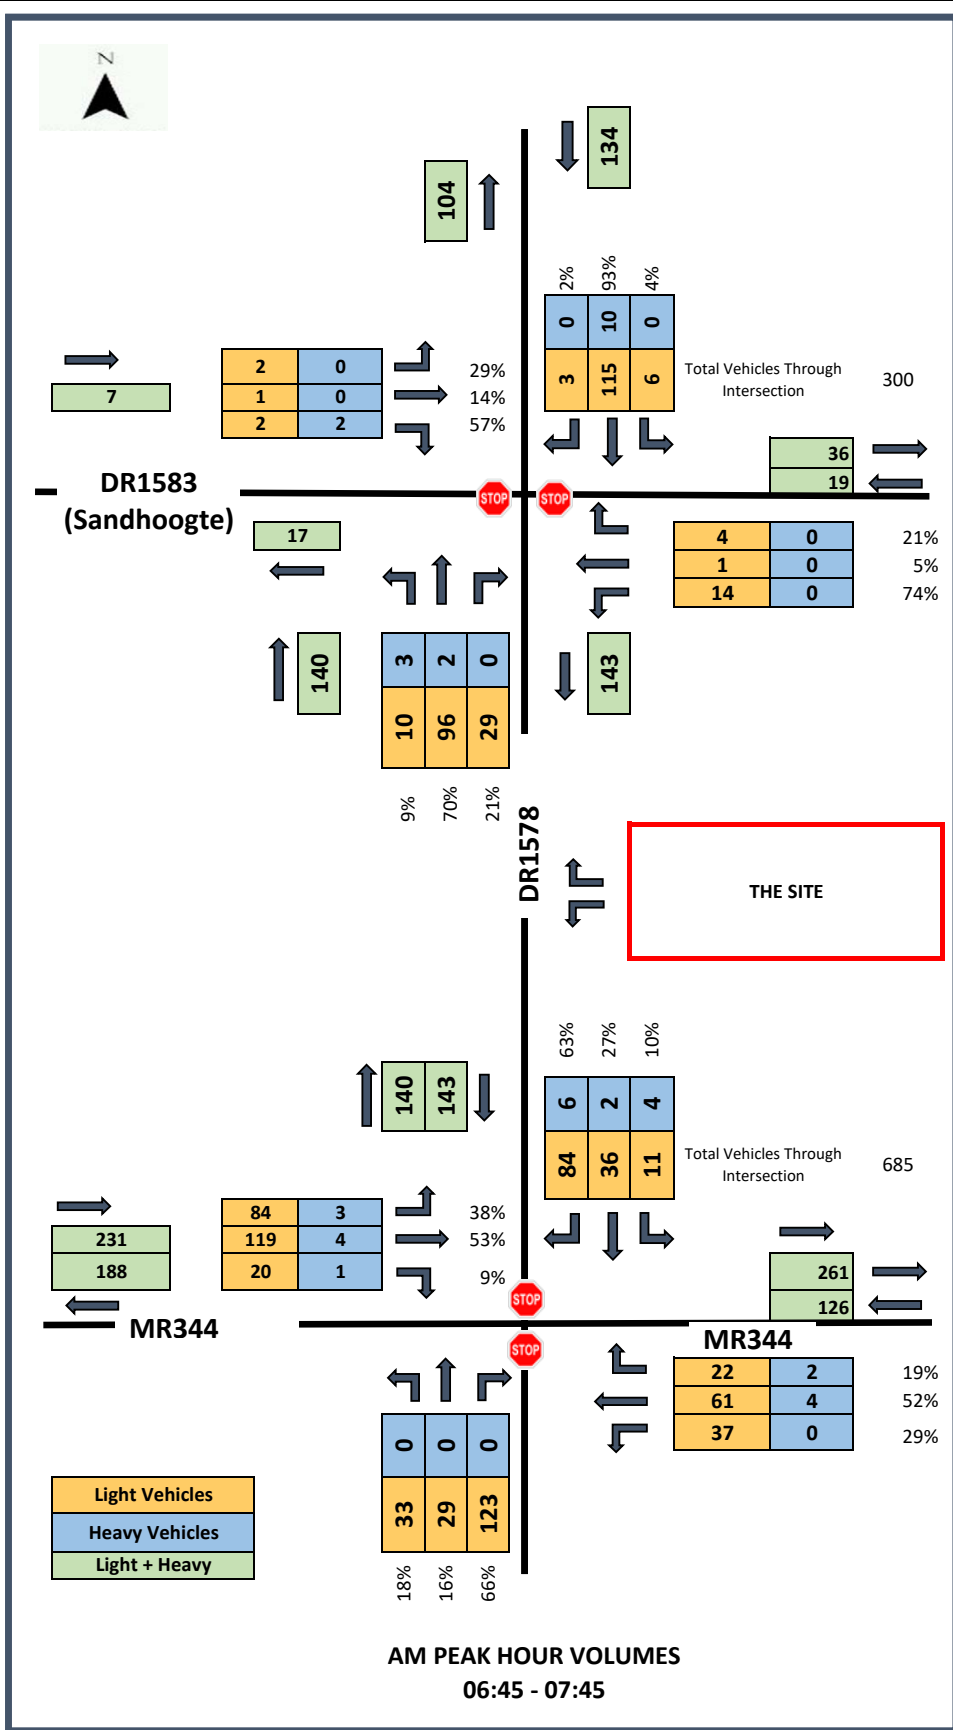 N
134
104
2% 93% 4%
0 10 0
3 115 6
Total Vehicles Through
Intersection
300
7
2 0 29%
1 0 14%
2 2 57%
36
19
DR1583
(Sandhoogte)
STOP STOP
17
4 0 21%
1 0 5%
14 0 74%
140
3 2 0
10 96 29
143
9% 70% 21%
DR1578
THE SITE
63% 27% 10%
140 143
6 2 4
84 36 11
Total Vehicles Through
Intersection
685
231
188
84 3 38%
119 4 53%
20 1 9%
261
126
STOP
MR344
STOP
MR344
22 2 19%
61 4 52%
37 0 29%
0 0 0
33 29 123
18% 16% 66%
Light Vehicles
Heavy Vehicles
Light + Heavy
AM PEAK HOUR VOLUMES
06:45 - 07:45